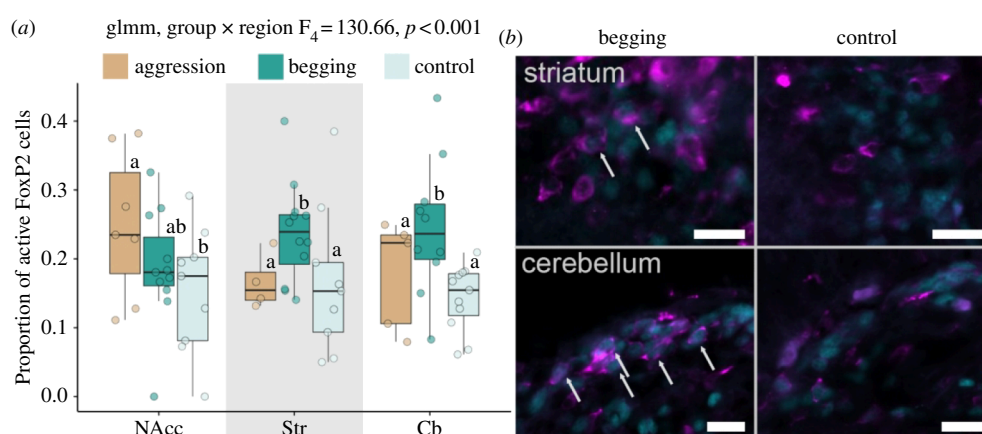 (a)
glmm, group × region F₄ = 130.66, p < 0.001
aggression begging control
Proportion of active FoxP2 cells
0.4
0.3
0.2
0.1
0.0
a
ab
b
a
b
a
a
b
a
NAcc Str Cb
(b)
begging control
striatum
cerebellum